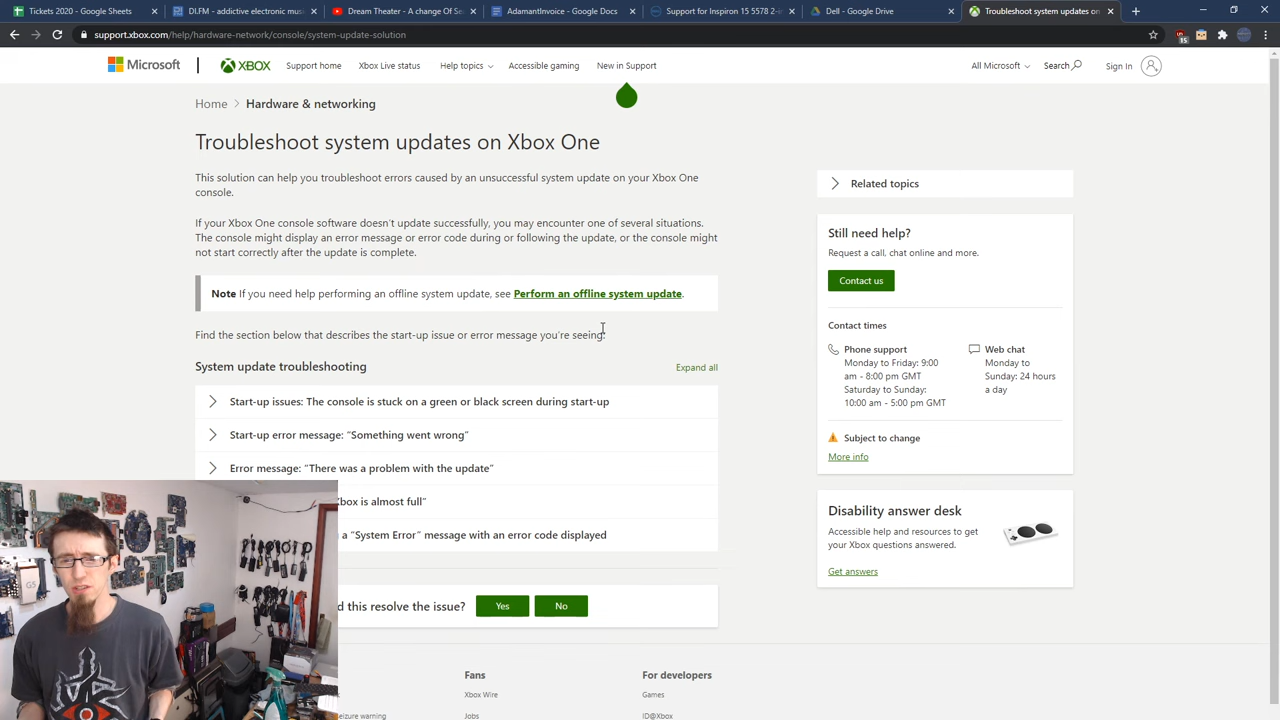 Tickets 2020 - Google Sheets
DLFM - addictive source
Dream Theater - A change Of Se
AdamantInvoice - Google Docs
Support for Inspiron 15 5578 2-i
Dell - Google Drive
Troubleshoot system updates on
support.xbox.com/help/hardware-network/console/system-update-solution
15
Microsoft
XBOX
Support home
Xbox Live status
Help topics
Accessible gaming
New in Support
All Microsoft
Search
Sign In
Home
Hardware & networking
Troubleshoot system updates on Xbox One
This solution can help you troubleshoot errors caused by an unsuccessful system update on your Xbox One
console.
If your Xbox One console software doesn't update successfully, you may encounter one of several situations.
The console might display an error message or error code during or following the update, or the console might
not start correctly after the update is complete.
Note If you need help performing an offline system update, see Perform an offline system update.
Find the section below that describes the start-up issue or error message you're seeing:
System update troubleshooting
Expand all
Start-up issues: The console is stuck on a green or black screen during start-up
Start-up error message: "Something went wrong"
Error message: "There was a problem with the update"
Xbox is almost full"
a "System Error" message with an error code displayed
d this resolve the issue?
Yes
No
Related topics
Still need help?
Request a call, chat online and more.
Contact us
Contact times
Phone support
Monday to Friday: 9:00
am - 8:00 pm GMT
Saturday to Sunday:
10:00 am - 5:00 pm GMT
Web chat
Monday to
Sunday: 24 hours
a day
Subject to change
More info
Disability answer desk
Accessible help and resources to get
your Xbox questions answered.
Get answers
Fans
Xbox Wire
Jobs
For developers
Games
ID@Xbox
eizure warning